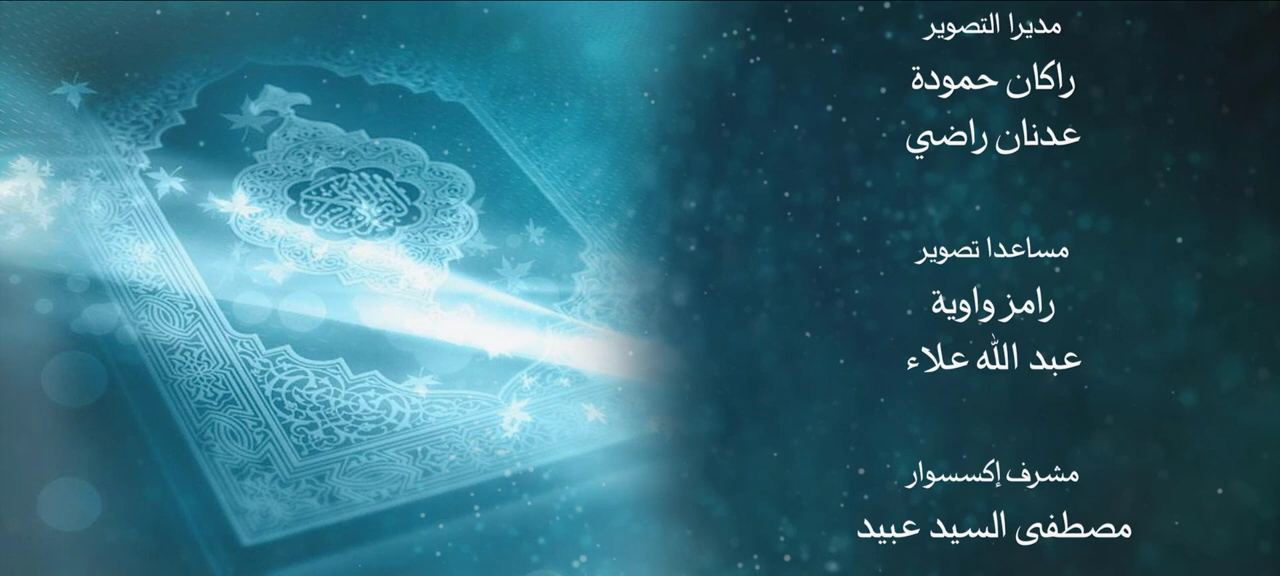 مديرا التصوير
راكان حمودة
عدنان راضي
مساعدا تصوير
رامز واوية
عبد الله علاء
مشرف إكسسوار
مصطفى السيد عبيد